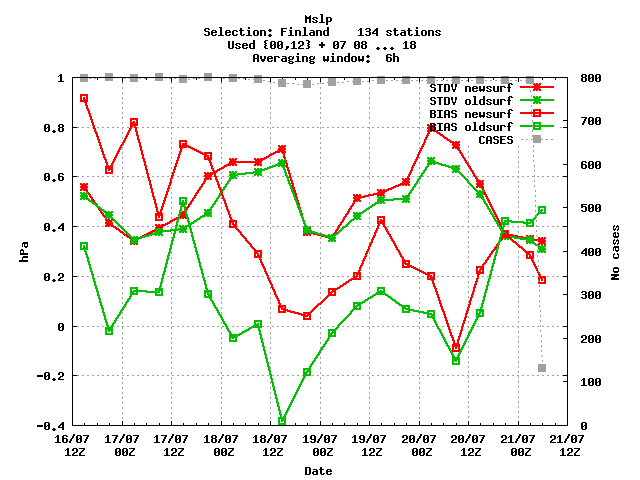 Mslp
Selection: Finland 134 stations
Used {00,12} + 07 08 ... 18
Averaging window: 6h
STDV newsurf
STDV oldsurf
BIAS newsurf
BIAS oldsurf
CASES
1
0.8
0.6
0.4
0.2
0
-0.2
-0.4
hPa
800
700
600
500
400
300
200
100
0
No cases
16/07 17/07 17/07 18/07 18/07 19/07 19/07 20/07 20/07 21/07 21/07
12Z 00Z 12Z 00Z 12Z 00Z 12Z 00Z 12Z 00Z 12Z
Date